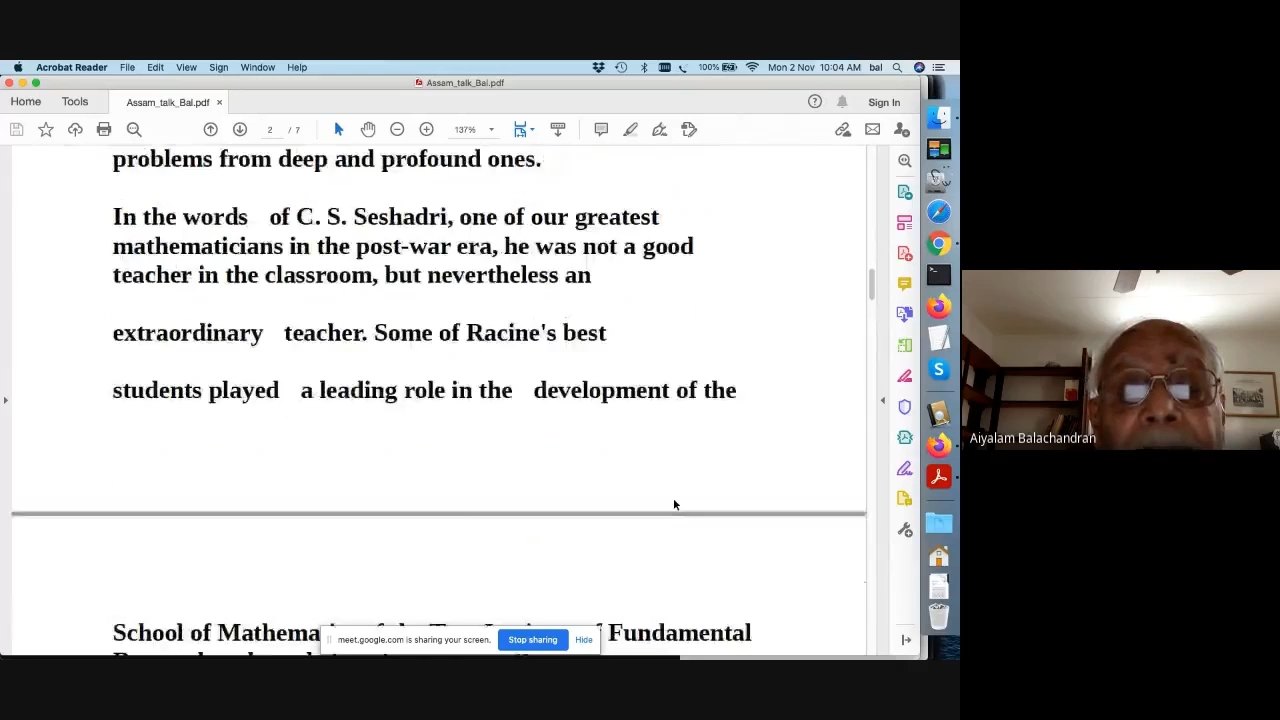 Acrobat Reader File Edit View Sign Window Help 100% Mon 2 Nov 10:04 AM bal
Assam_talk_Bal.pdf
Home Tools Assam_talk_Bal.pdf × Sign In
2 / 7 137%
problems from deep and profound ones.
In the words of C. S. Seshadri, one of our greatest
mathematicians in the post-war era, he was not a good
teacher in the classroom, but nevertheless an
extraordinary teacher. Some of Racine's best
students played a leading role in the development of the
Aiyalam Balachandran
School of Fundamental
meet.google.com is sharing your screen. Stop sharing Hide